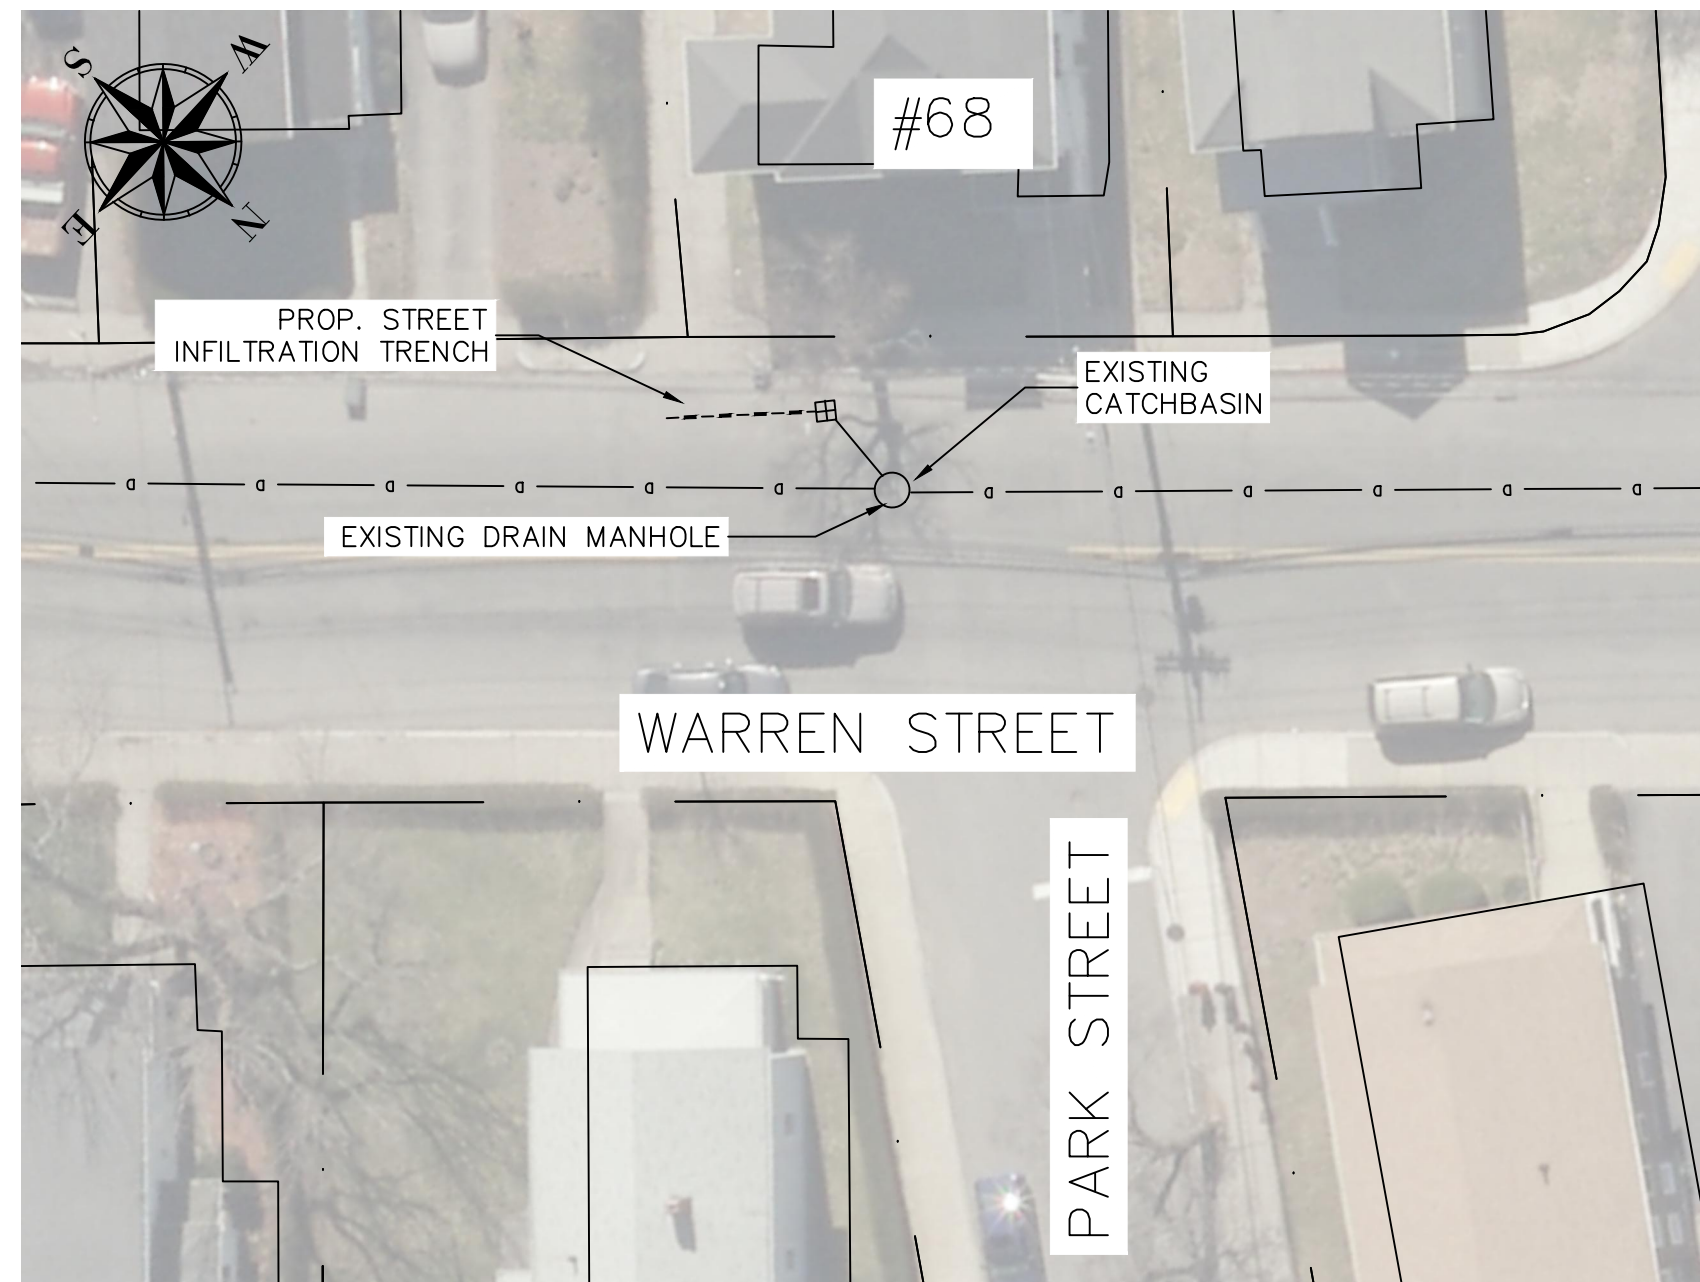 S
W
E
N
#68
PROP. STREET
INFILTRATION TRENCH
EXISTING
CATCHBASIN
D D D D D D D D D D D D
EXISTING DRAIN MANHOLE
WARREN STREET
PARK STREET